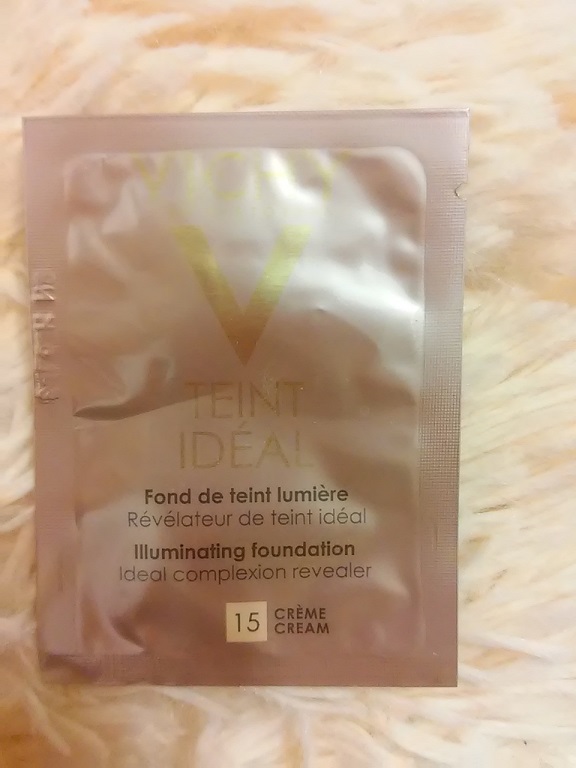 VICHY
V
TEINT
IDÉAL
Fond de teint lumière
Révélateur de teint idéal
Illuminating foundation
Ideal complexion revealer
15 CRÈME
CREAM